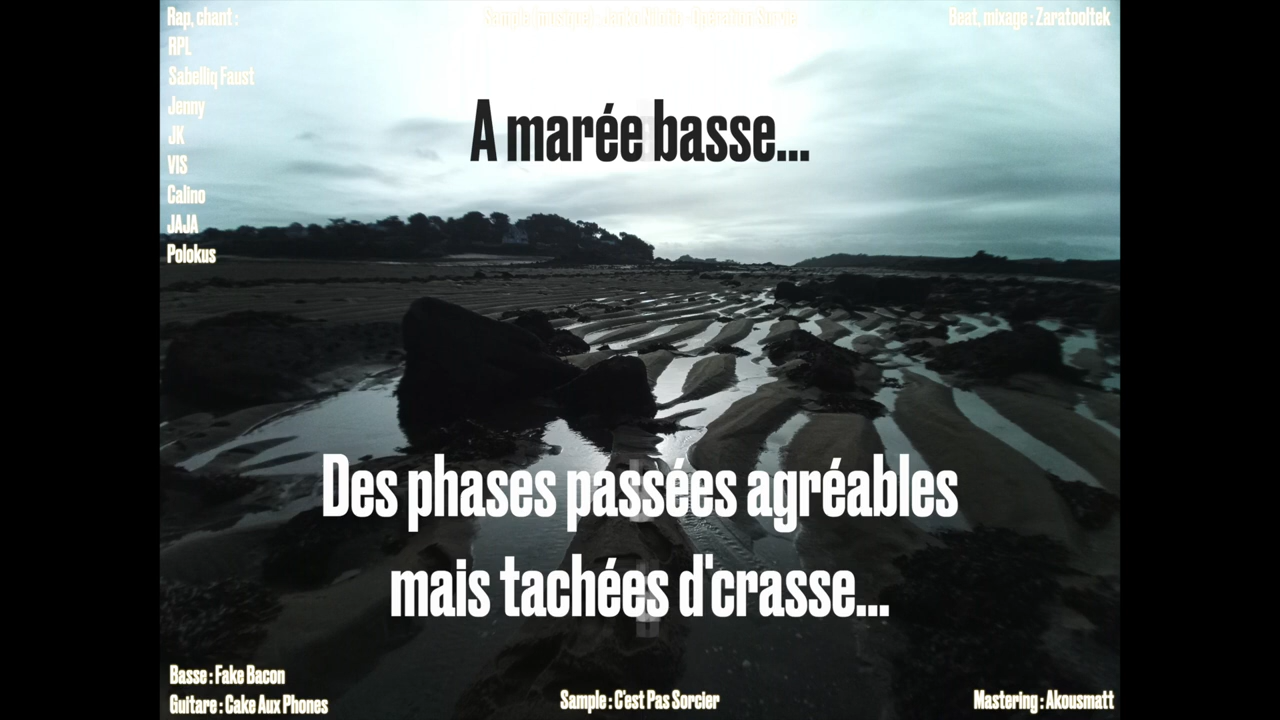 Rap, chant :
Beat, mixage : Zaratooltek
RPL
Sabelliq Faust
Jenny
JK
VIS
Calino
JAJA
Polokus
A marée basse...
Des phases passées agréables
mais tachées d'crasse...
Basse : Fake Bacon
Guitare : Cake Aux Phones
Sample : C'est Pas Sorcier
Mastering : Akousmatt